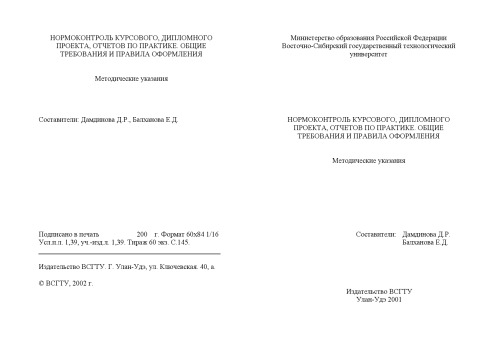 НОРМОКОНТРОЛЬ КУРСОВОГО, ДИПЛОМНОГО
ПРОЕКТА, ОТЧЕТОВ ПО ПРАКТИКЕ. ОБЩИЕ
ТРЕБОВАНИЯ И ПРАВИЛА ОФОРМЛЕНИЯ
Методические указания
Составители: Дамдинова Д.Р., Балханова Е.Д.
Подписано в печать 200 г. Формат 60х84 1/16
Усл.п.л. 1,39, уч.-изд.л. 1,39. Тираж 60 экз. С.145.
Издательство ВСГТУ. Г. Улан-Удэ, ул. Ключевская. 40, а.
© ВСГТУ, 2002 г.
Министерство образования Российской Федерации
Восточно-Сибирский государственный технологический
университет
НОРМОКОНТРОЛЬ КУРСОВОГО, ДИПЛОМНОГО
ПРОЕКТА, ОТЧЕТОВ ПО ПРАКТИКЕ. ОБЩИЕ
ТРЕБОВАНИЯ И ПРАВИЛА ОФОРМЛЕНИЯ
Методические указания
Составители: Дамдинова Д.Р.
Балханова Е.Д.
Издательство ВСГТУ
Улан-Удэ 2001